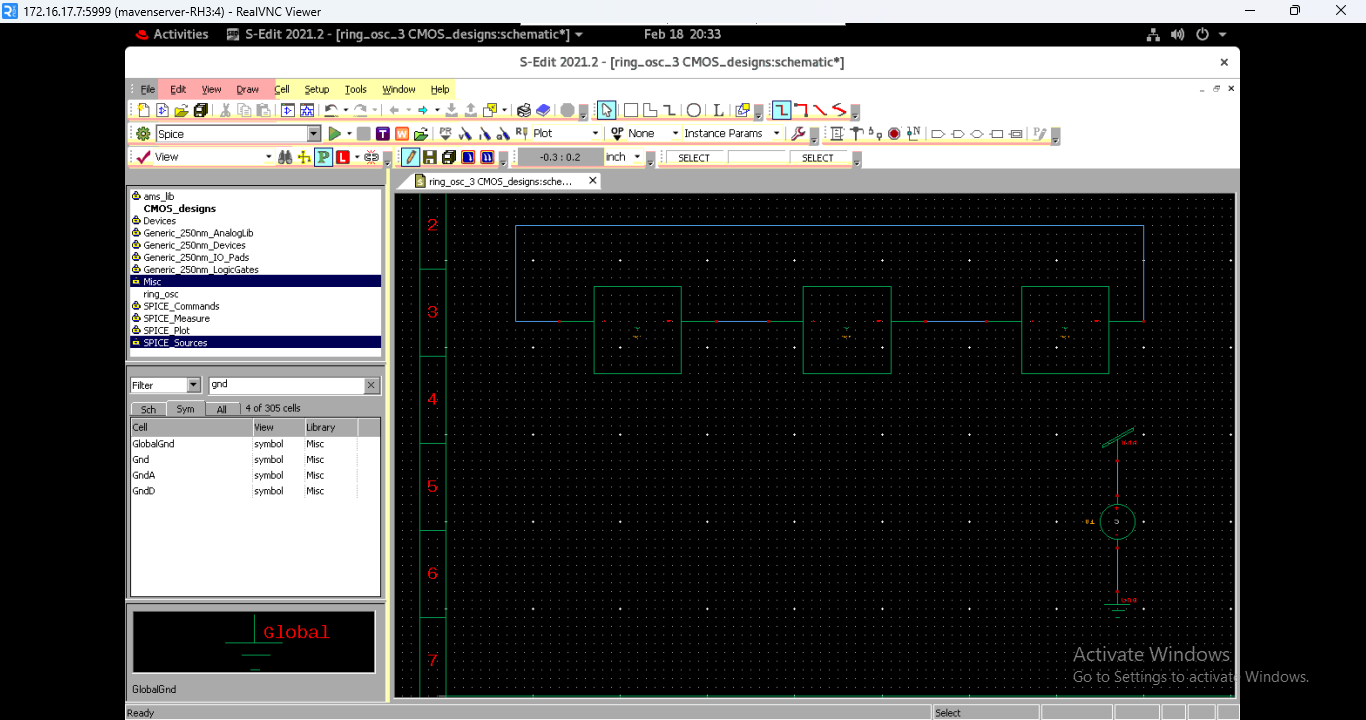 172.16.17.7:5999 (mavenserver-RH3:4) - RealVNC Viewer
Activities S-Edit 2021.2 - [ring_osc_3 CMOS_designs:schematic*] Feb 18 20:33
S-Edit 2021.2 - [ring_osc_3 CMOS_designs:schematic*]
File Edit View Draw Cell Setup Tools Window Help
Spice Plot None Instance Params
View -0.3 : 0.2 inch SELECT SELECT
ring_osc_3 CMOS_designs:sche...
ams_lib
CMOS_designs
Devices
Generic_250nm_AnalogLib
Generic_250nm_Devices
Generic_250nm_IO_Pads
Generic_250nm_LogicGates
Misc
ring_osc
SPICE_Commands
SPICE_Measure
SPICE_Plot
SPICE_Sources
Filter gnd
Sch Sym All 4 of 305 cells
Cell View Library
GlobalGnd symbol Misc
Gnd symbol Misc
GndA symbol Misc
GndD symbol Misc
Global
GlobalGnd
2
3
4
5
6
7
Activate Windows
Go to Settings to activate Windows.
Ready Select